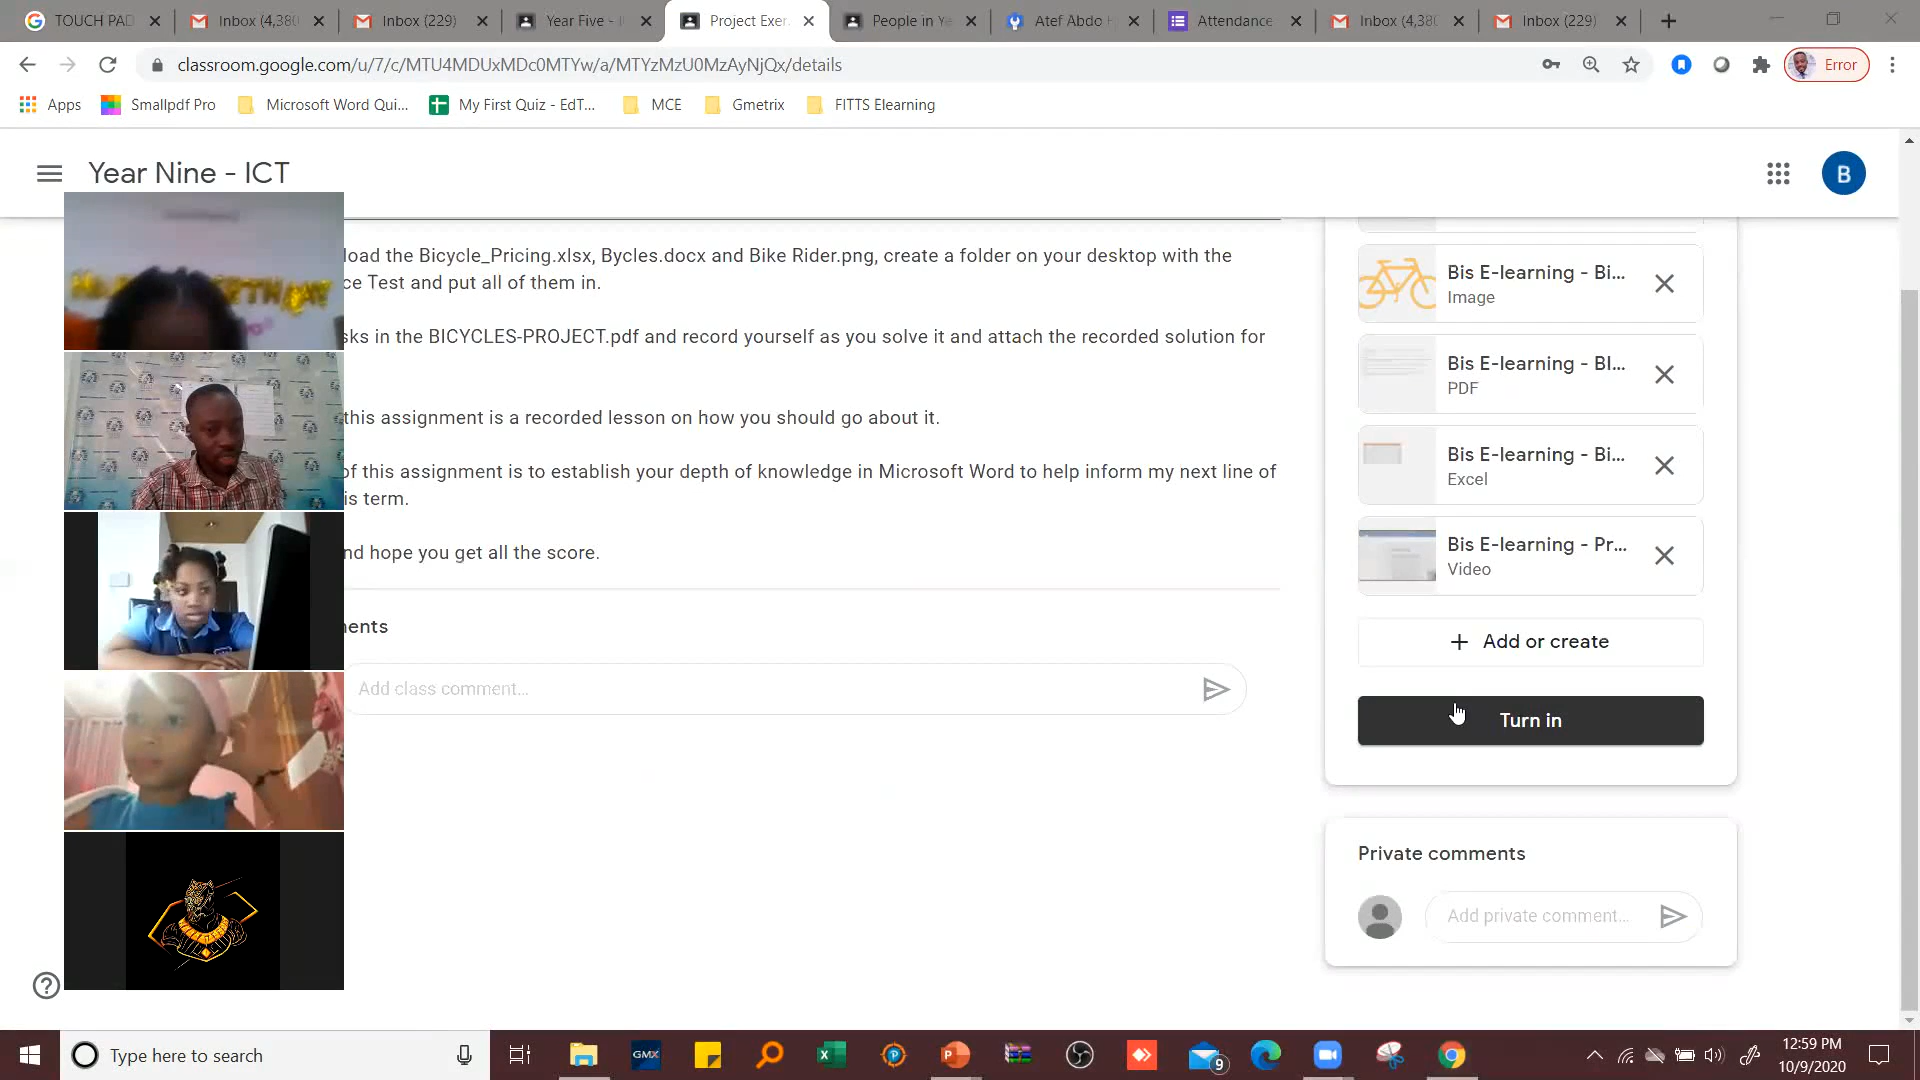 TOUCH PAD
Inbox (4,380
Inbox (229)
Year Five - I
Project Exer
People in Ye
Atef Abdo
Attendance
Inbox (4,380
Inbox (229)
classroom.google.com/u/7/c/MTU4MDUxMDc0MTYw/a/MTYzMzU0MzAyNjQx/details
Error
Apps
Smallpdf Pro
Microsoft Word Qui...
My First Quiz - EdT...
MCE
Gmetrix
FITTS Elearning
Year Nine - ICT
B
load the Bicycle_Pricing.xlsx, Bycles.docx and Bike Rider.png, create a folder on your desktop with the
ce Test and put all of them in.
sks in the BICYCLES-PROJECT.pdf and record yourself as you solve it and attach the recorded solution for
this assignment is a recorded lesson on how you should go about it.
of this assignment is to establish your depth of knowledge in Microsoft Word to help inform my next line of
is term.
nd hope you get all the score.
ents
Add class comment...
Bis E-learning - Bi...
Image
Bis E-learning - BI...
PDF
Bis E-learning - Bi...
Excel
Bis E-learning - Pr...
Video
+ Add or create
Turn in
Private comments
Add private comment...
Type here to search
GMX
9
12:59 PM
10/9/2020